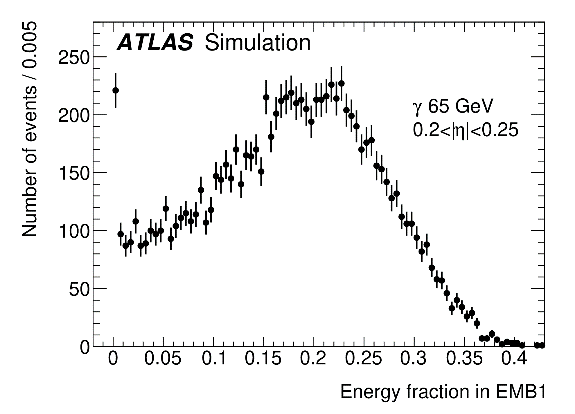 ATLAS Simulation
γ 65 GeV
0.2<|η|<0.25
Number of events / 0.005
250
200
150
100
50
0
0 0.05 0.1 0.15 0.2 0.25 0.3 0.35 0.4
Energy fraction in EMB1